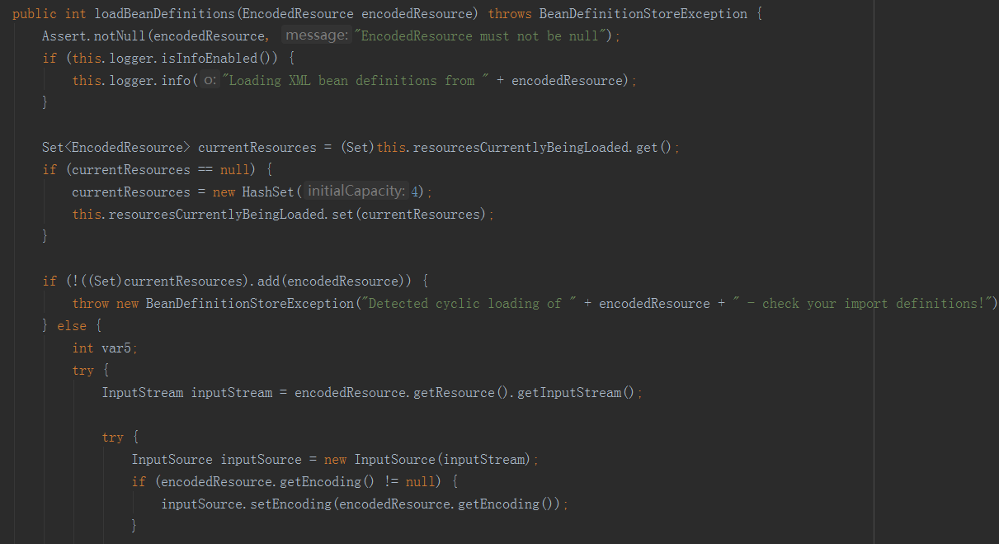 public int loadBeanDefinitions(EncodedResource encodedResource) throws BeanDefinitionStoreException {
    Assert.notNull(encodedResource, message: "EncodedResource must not be null");
    if (this.logger.isInfoEnabled()) {
        this.logger.info( o: "Loading XML bean definitions from " + encodedResource);
    }

    Set<EncodedResource> currentResources = (Set)this.resourcesCurrentlyBeingLoaded.get();
    if (currentResources == null) {
        currentResources = new HashSet( initialCapacity: 4);
        this.resourcesCurrentlyBeingLoaded.set(currentResources);
    }

    if (!((Set)currentResources).add(encodedResource)) {
        throw new BeanDefinitionStoreException("Detected cyclic loading of " + encodedResource + " - check your import definitions!")
    } else {
        int var5;
        try {
            InputStream inputStream = encodedResource.getResource().getInputStream();

            try {
                InputSource inputSource = new InputSource(inputStream);
                if (encodedResource.getEncoding() != null) {
                    inputSource.setEncoding(encodedResource.getEncoding());
                }